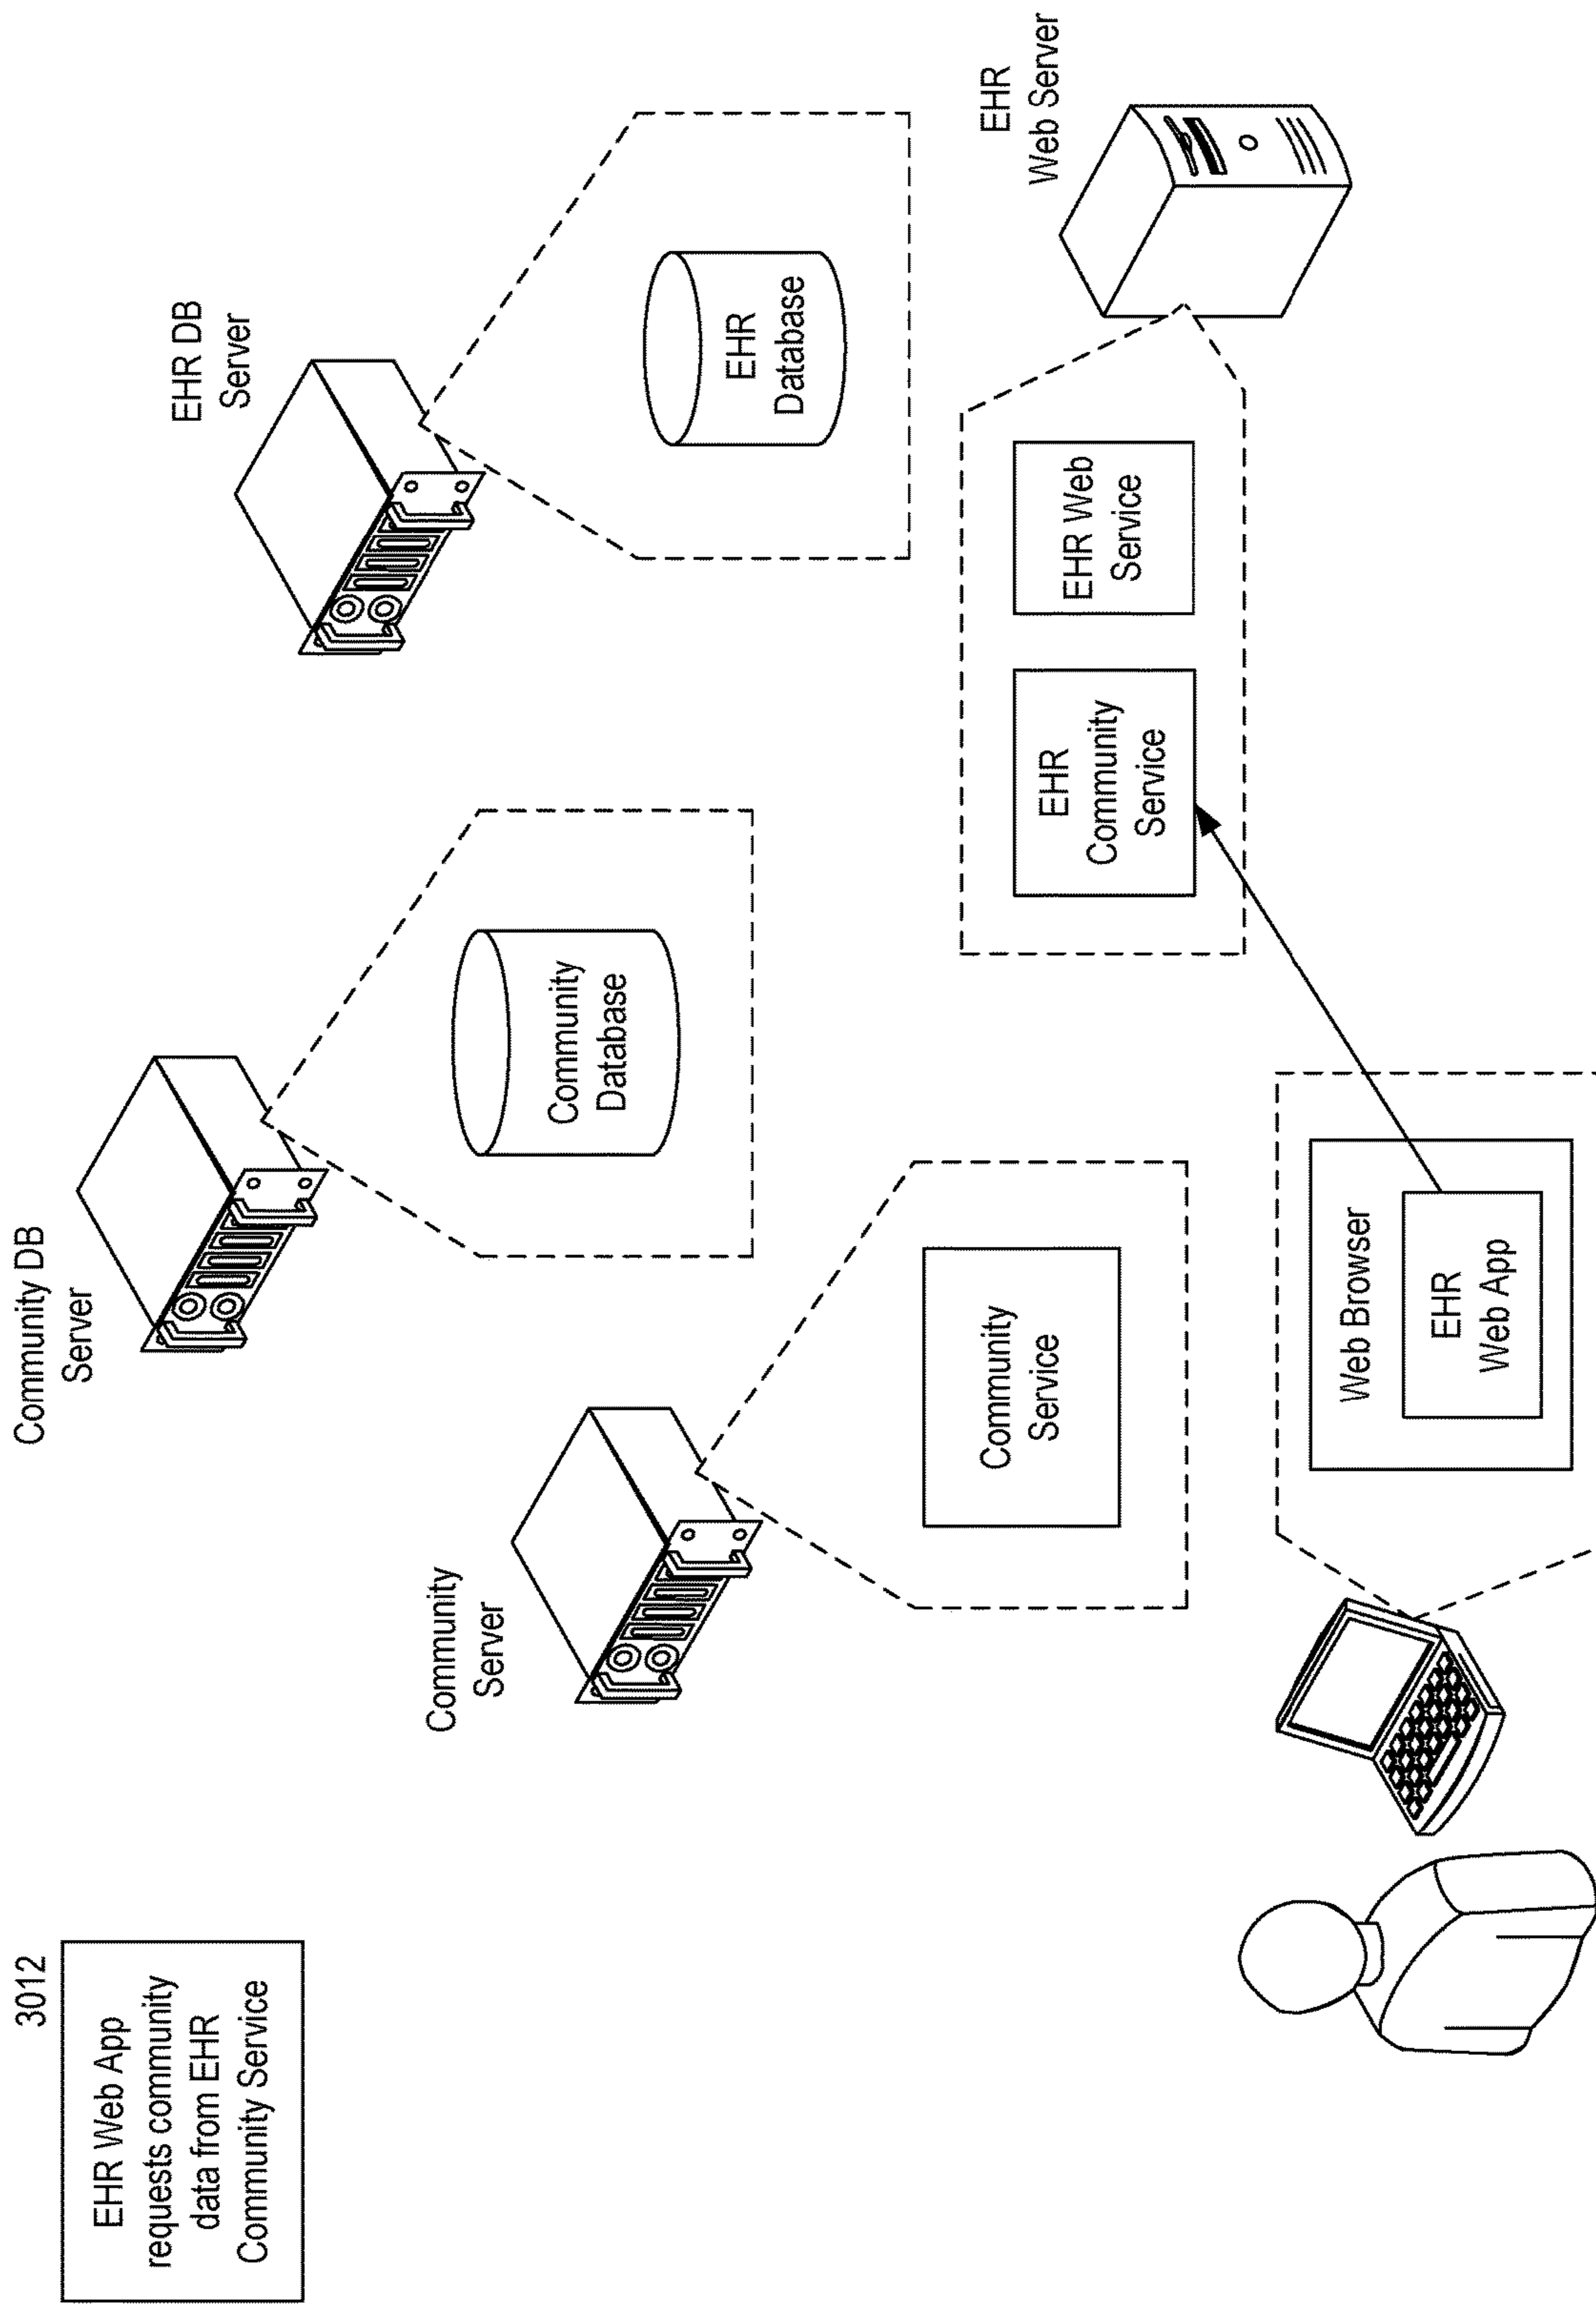 3012
EHR Web App
requests community
data from EHR
Community Service
Community DB
Server
Community
Database
EHR DB
Server
EHR
Database
Community
Server
Community
Service
EHR
Web Server
EHR
Community
Service
EHR Web
Service
Web Browser
EHR
Web App